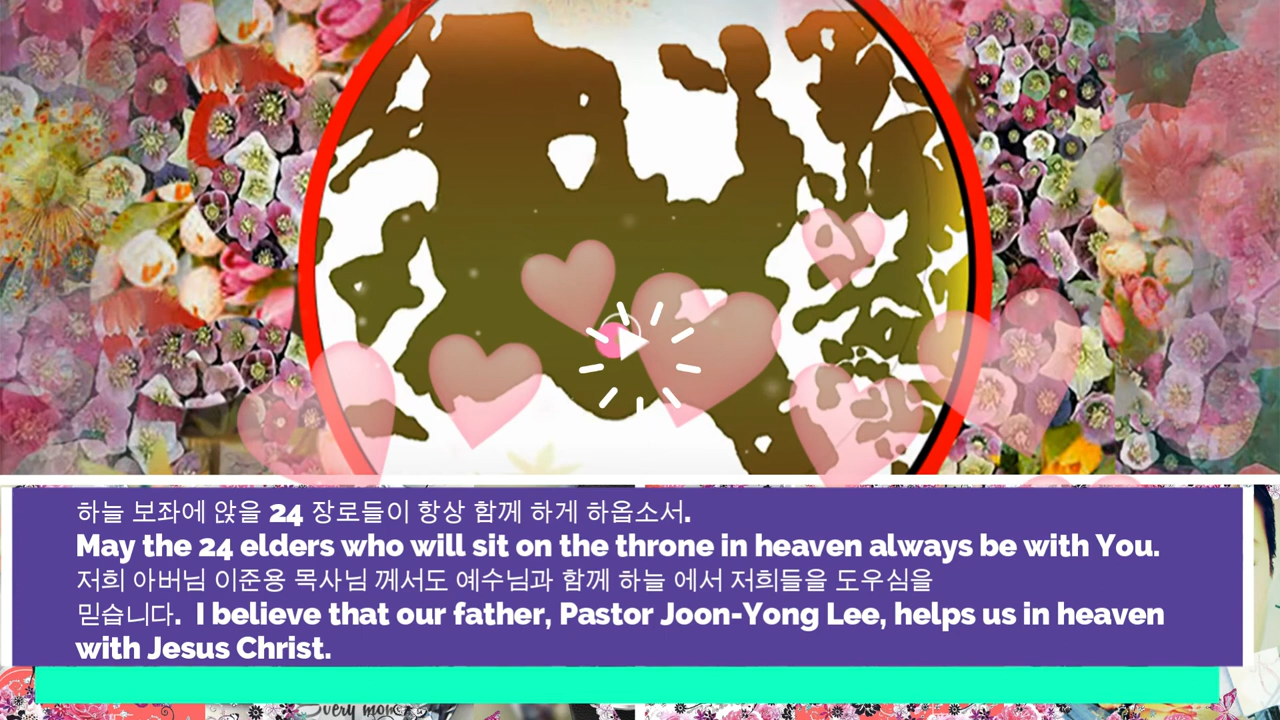 하늘 보좌에 앉을 24 장로들이 항상 함께 하게 하옵소서.
May the 24 elders who will sit on the throne in heaven always be with You.
저희 아버님 이준용 목사님 께서도 예수님과 함께 하늘 에서 저희들을 도우심을
믿습니다. I believe that our father, Pastor Joon-Yong Lee, helps us in heaven
with Jesus Christ.